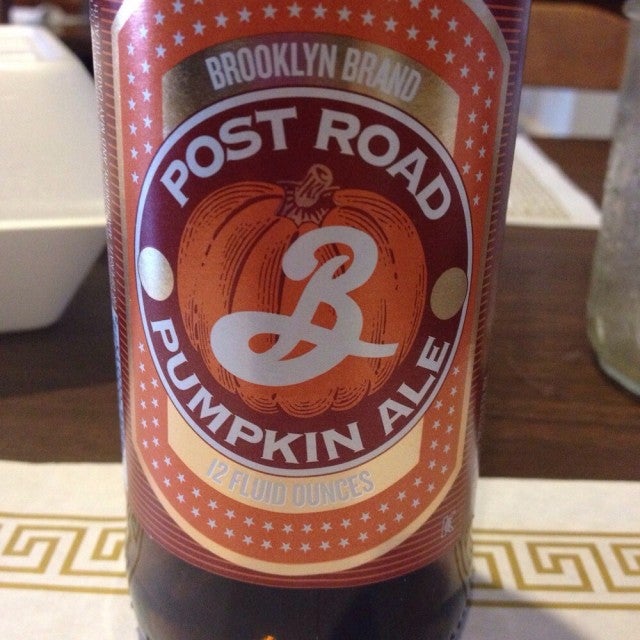 BROOKLYN BRAND
POST ROAD
B
PUMPKIN ALE
12 FLUID OUNCES